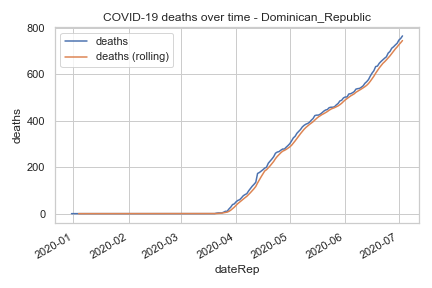 COVID-19 deaths over time - Dominican_Republic
deaths
deaths (rolling)
800
600
400
200
0
deaths
2020-01
2020-02
2020-03
2020-04
2020-05
2020-06
2020-07
dateRep